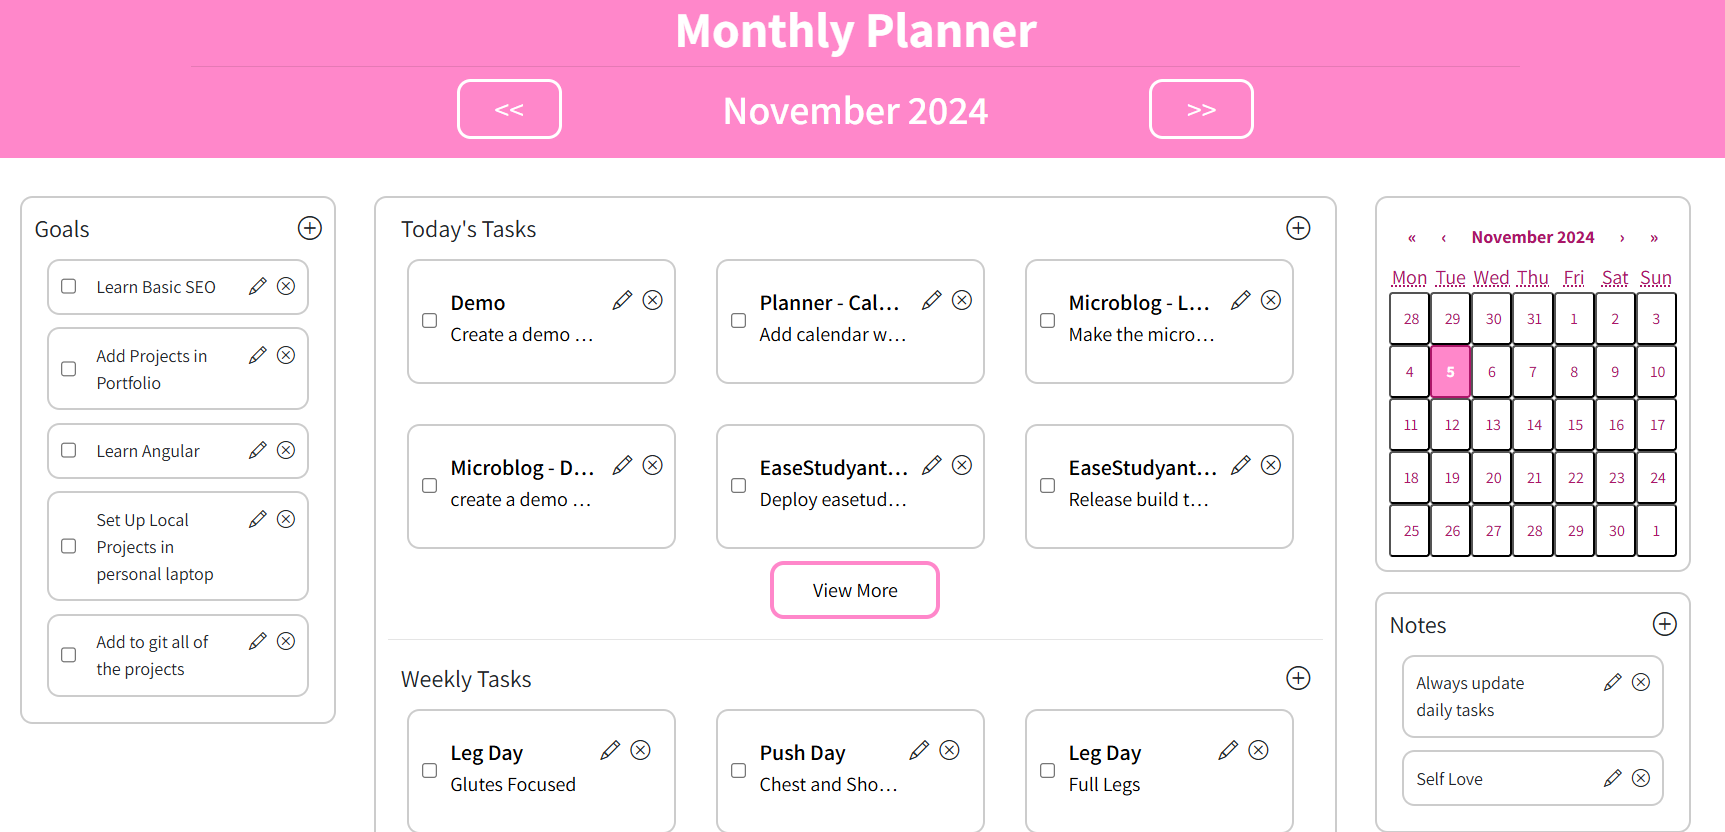 Monthly Planner
<< November 2024 >>
Goals
Learn Basic SEO
Add Projects in
Portfolio
Learn Angular
Set Up Local
Projects in
personal laptop
Add to git all of
the projects
Today's Tasks
Demo
Create a demo ...
Planner - Cal...
Add calendar w...
Microblog - L...
Make the micro...
Microblog - D...
create a demo ...
EaseStudyant...
Deploy easetud...
EaseStudyant...
Release build t...
View More
Weekly Tasks
Leg Day
Glutes Focused
Push Day
Chest and Sho...
Leg Day
Full Legs
« ‹ November 2024 › »
Mon Tue Wed Thu Fri Sat Sun
28 29 30 31 1 2 3
4 5 6 7 8 9 10
11 12 13 14 15 16 17
18 19 20 21 22 23 24
25 26 27 28 29 30 1
Notes
Always update
daily tasks
Self Love